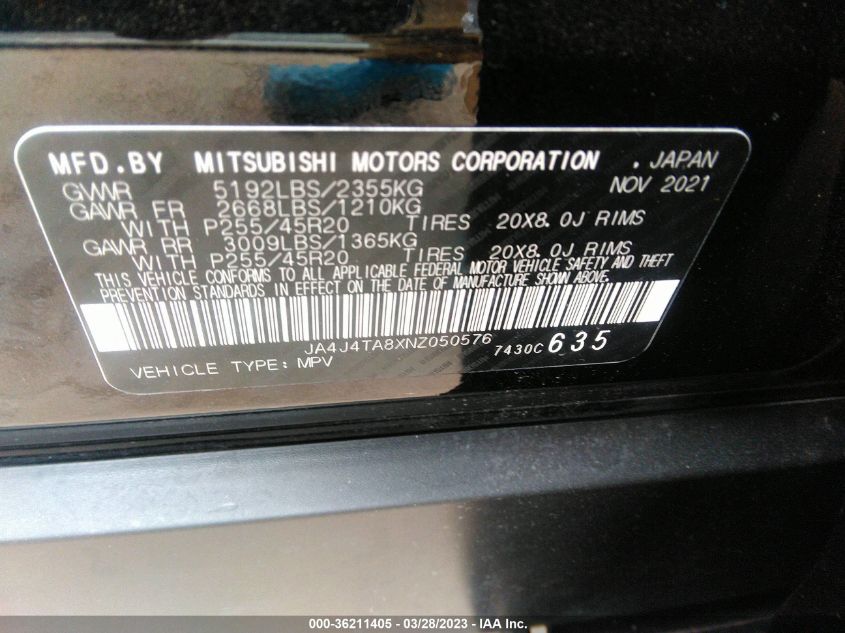 MFD.BY MITSUBISHI MOTORS CORPORATION . JAPAN
GVWR 5192LBS/2355KG NOV 2021
GAWR FR 2668LBS/1210KG
WITH P255/45R20 TIRES 20X8.0J RIMS
GAWR RR 3009LBS/1365KG
WITH P255/45R20 TIRES 20X8.0J RIMS
THIS VEHICLE CONFORMS TO ALL APPLICABLE FEDERAL MOTOR VEHICLE SAFETY AND THEFT
PREVENTION STANDARDS IN EFFECT ON THE DATE OF MANUFACTURE SHOWN ABOVE.
JA4J4TA8XNZ050576
VEHICLE TYPE: MPV 7430C 635
000-36211405 - 03/28/2023 - IAA Inc.